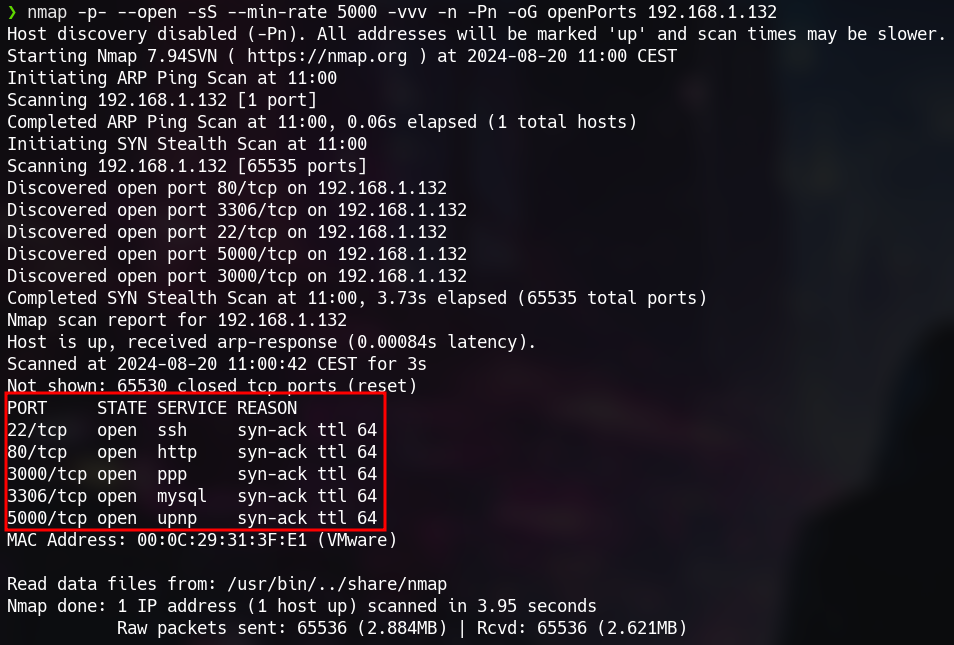 ❯ nmap -p- --open -sS --min-rate 5000 -vvv -n -Pn -oG openPorts 192.168.1.132
Host discovery disabled (-Pn). All addresses will be marked 'up' and scan times may be slower.
Starting Nmap 7.94SVN ( https://nmap.org ) at 2024-08-20 11:00 CEST
Initiating ARP Ping Scan at 11:00
Scanning 192.168.1.132 [1 port]
Completed ARP Ping Scan at 11:00, 0.06s elapsed (1 total hosts)
Initiating SYN Stealth Scan at 11:00
Scanning 192.168.1.132 [65535 ports]
Discovered open port 80/tcp on 192.168.1.132
Discovered open port 3306/tcp on 192.168.1.132
Discovered open port 22/tcp on 192.168.1.132
Discovered open port 5000/tcp on 192.168.1.132
Discovered open port 3000/tcp on 192.168.1.132
Completed SYN Stealth Scan at 11:00, 3.73s elapsed (65535 total ports)
Nmap scan report for 192.168.1.132
Host is up, received arp-response (0.00084s latency).
Scanned at 2024-08-20 11:00:42 CEST for 3s
Not shown: 65530 closed tcp ports (reset)
PORT     STATE SERVICE REASON
22/tcp   open  ssh     syn-ack ttl 64
80/tcp   open  http    syn-ack ttl 64
3000/tcp open  ppp     syn-ack ttl 64
3306/tcp open  mysql   syn-ack ttl 64
5000/tcp open  upnp    syn-ack ttl 64
MAC Address: 00:0C:29:31:3F:E1 (VMware)
Read data files from: /usr/bin/../share/nmap
Nmap done: 1 IP address (1 host up) scanned in 3.95 seconds
           Raw packets sent: 65536 (2.884MB) | Rcvd: 65536 (2.621MB)